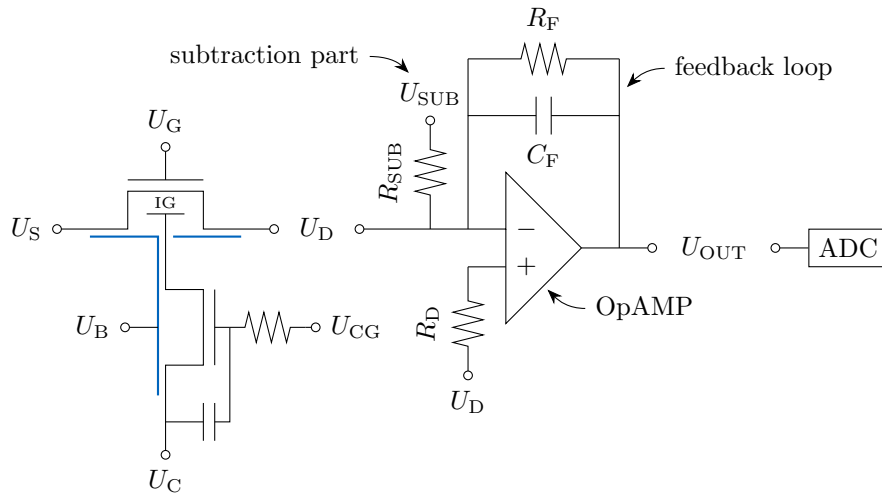 R_F
subtraction part
feedback loop
U_SUB
U_G
C_F
R_SUB
IG
U_S
U_D
−
U_OUT
ADC
+
OpAMP
R_D
U_B
U_CG
U_D
U_C